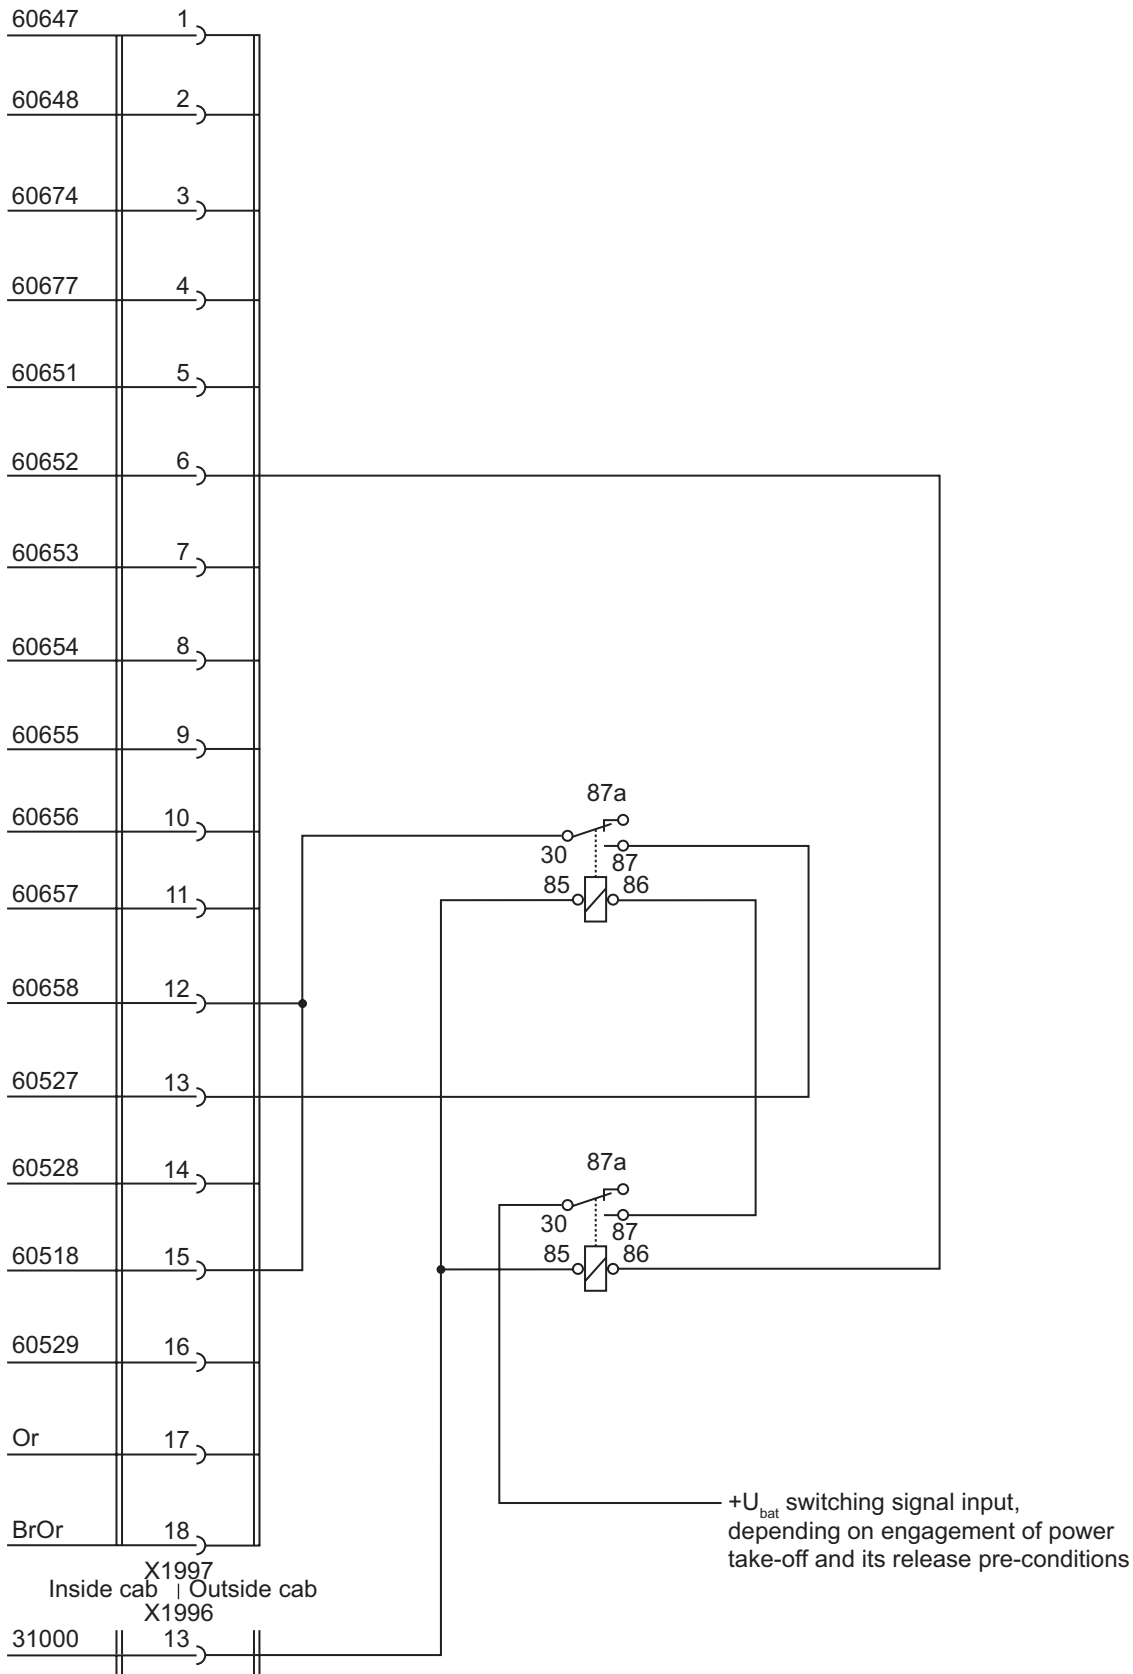 60647 1
60648 2
60674 3
60677 4
60651 5
60652 6
60653 7
60654 8
60655 9
87a
60656 10
30 87
60657 11 85 86
60658 12
60527 13
60528 14 87a
30 87
60518 15 85 86
60529 16
Or 17
+Ubat switching signal input,
depending on engagement of power
take-off and its release pre-conditions
BrOr 18
X1997
Inside cab | Outside cab
X1996
31000 13